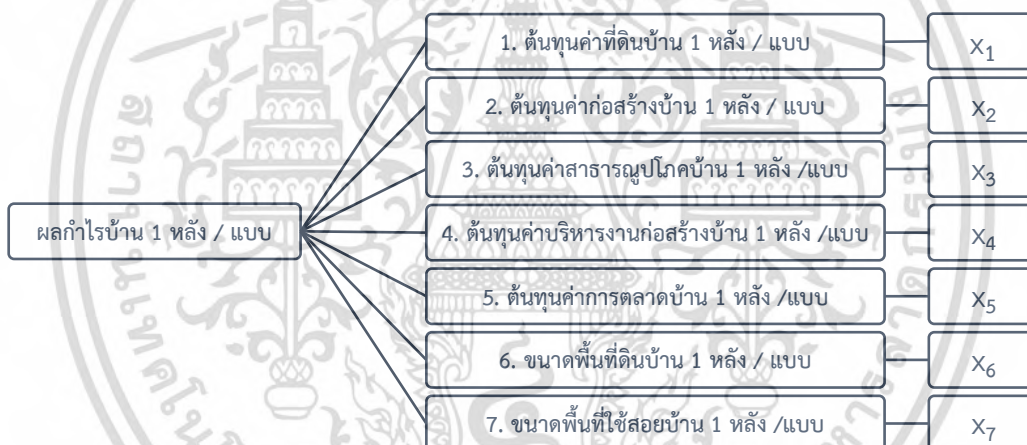 1. ต้นทุนค่าที่ดินบ้าน 1 หลัง / แบบ X1
2. ต้นทุนค่าก่อสร้างบ้าน 1 หลัง / แบบ X2
3. ต้นทุนค่าสาธารณูปโภคบ้าน 1 หลัง /แบบ X3
ผลกำไรบ้าน 1 หลัง / แบบ
4. ต้นทุนค่าบริหารงานก่อสร้างบ้าน 1 หลัง /แบบ X4
5. ต้นทุนค่าการตลาดบ้าน 1 หลัง /แบบ X5
6. ขนาดพื้นที่ดินบ้าน 1 หลัง / แบบ X6
7. ขนาดพื้นที่ใช้สอยบ้าน 1 หลัง /แบบ X7